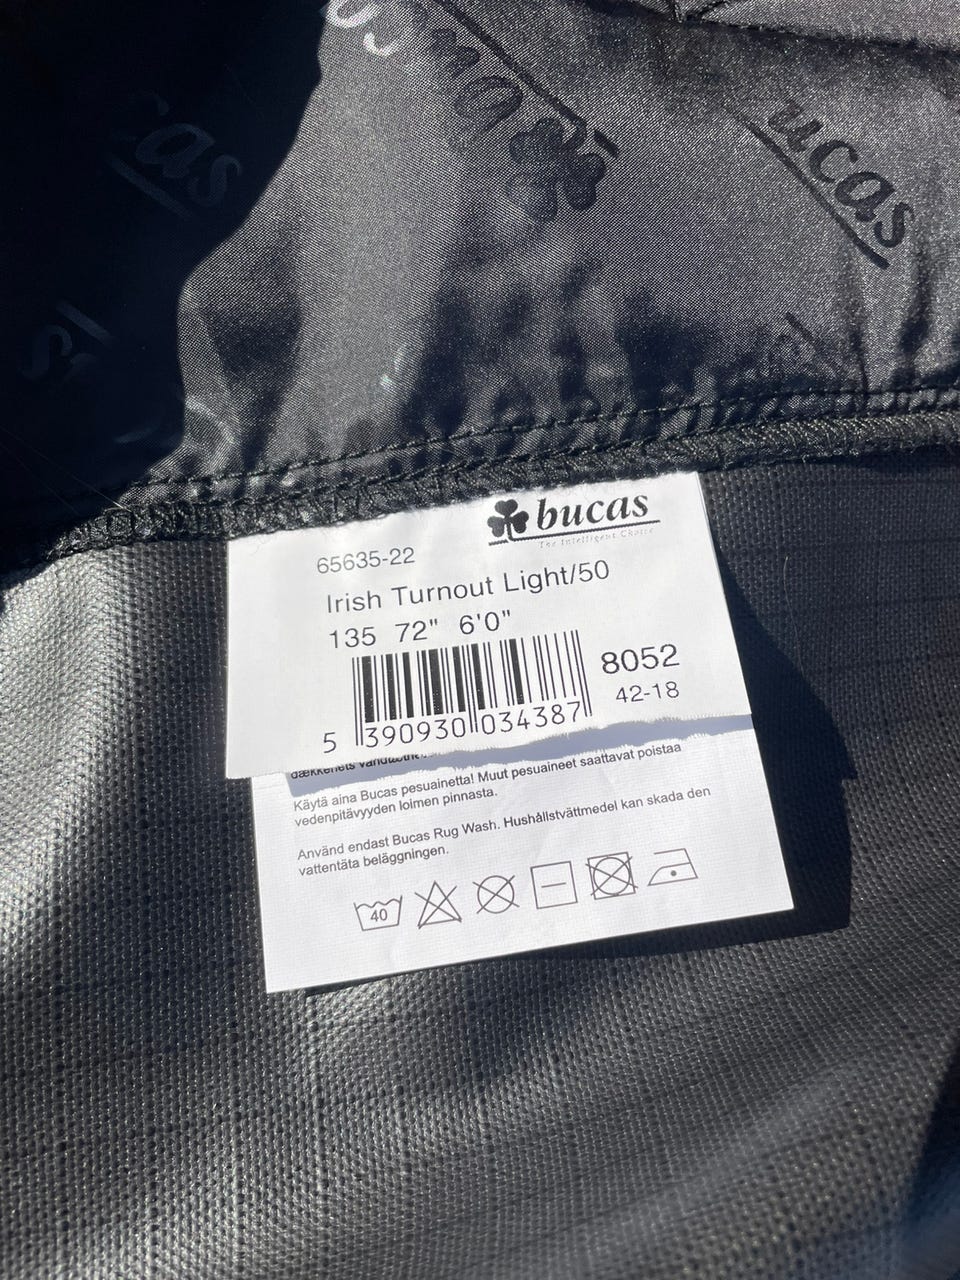 ucas
bucas
The Intelligent Choice
65635-22
Irish Turnout Light/50
135 72" 6'0"
8052
42-18
5 390930 034387
Käytä aina Bucas pesuainetta! Muut pesuaineet saattavat poistaa
vedenpitävyyden loimen pinnasta.
Använd endast Bucas Rug Wash. Hushållstvättmedel kan skada den
vattentäta beläggningen.
40